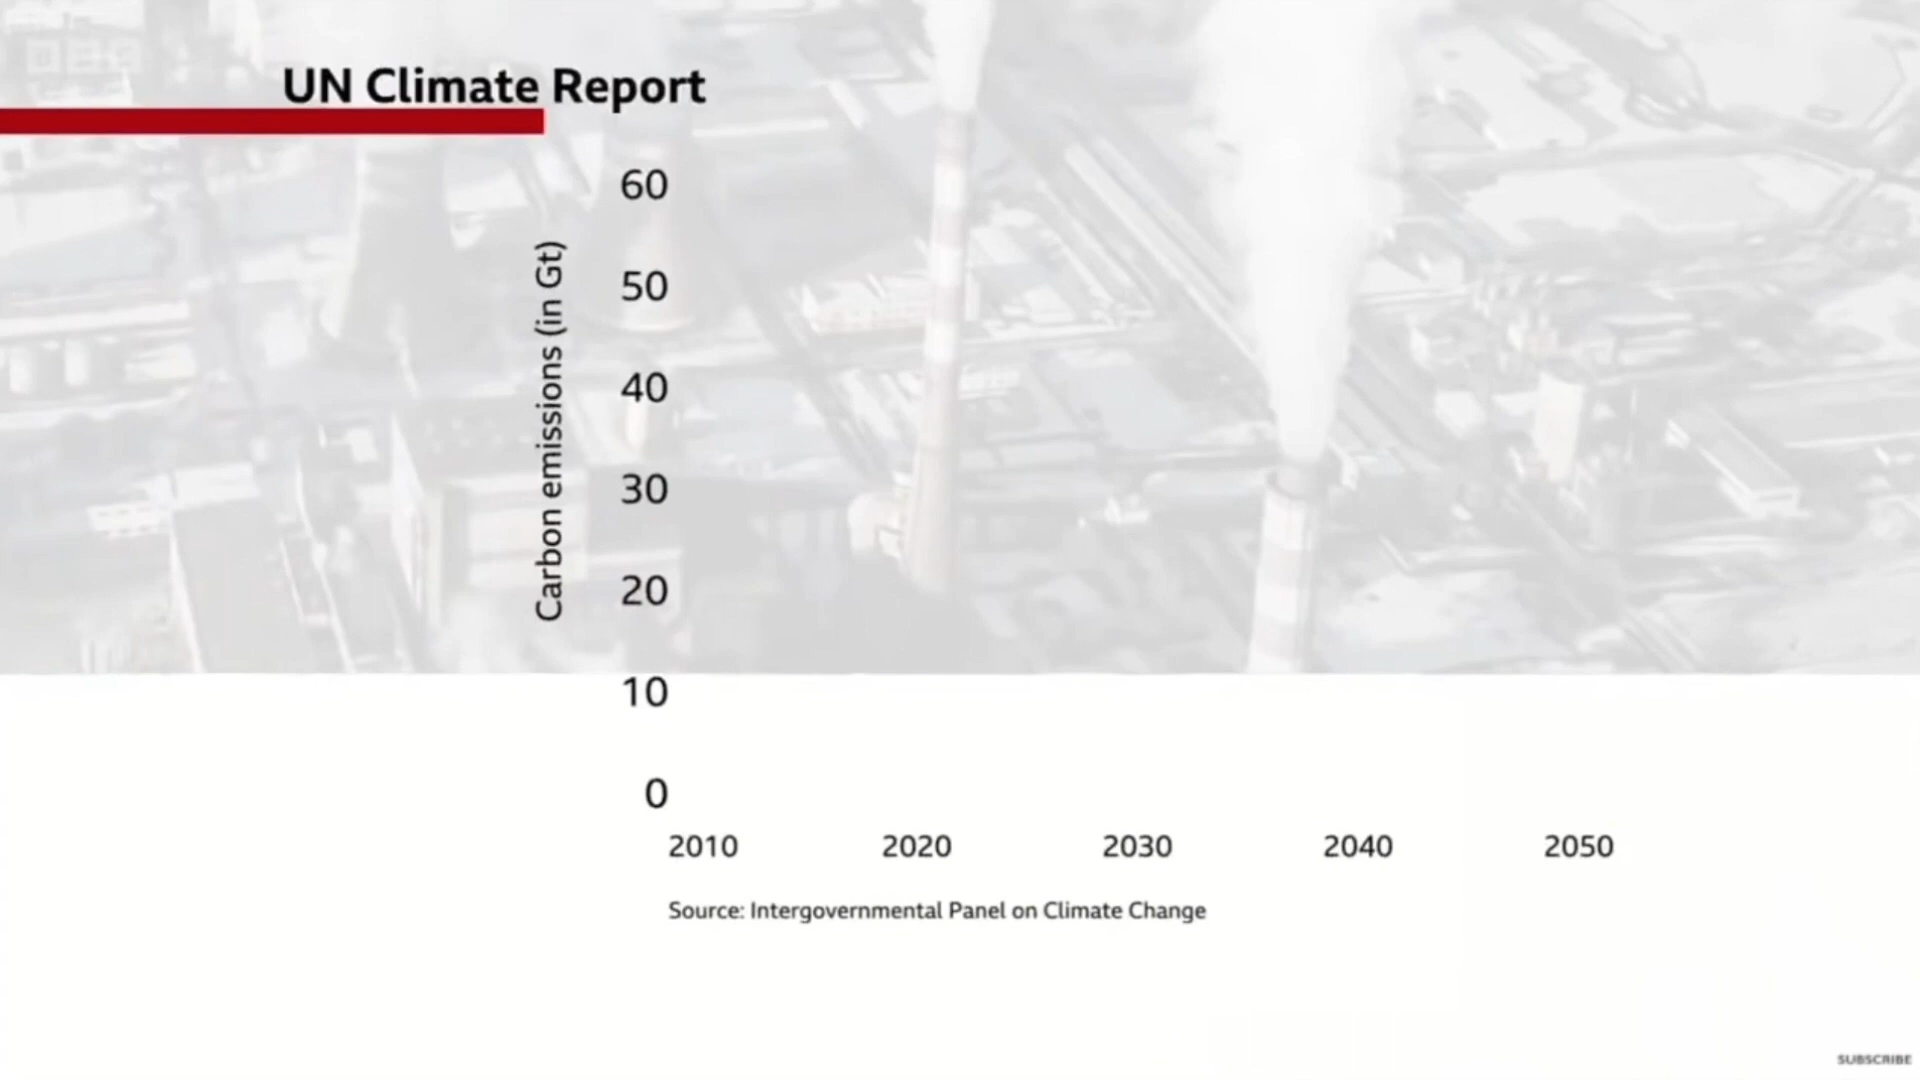 UN Climate Report
Carbon emissions (in Gt)
60
50
40
30
20
10
0
2010 2020 2030 2040 2050
Source: Intergovernmental Panel on Climate Change
SUBSCRIBE